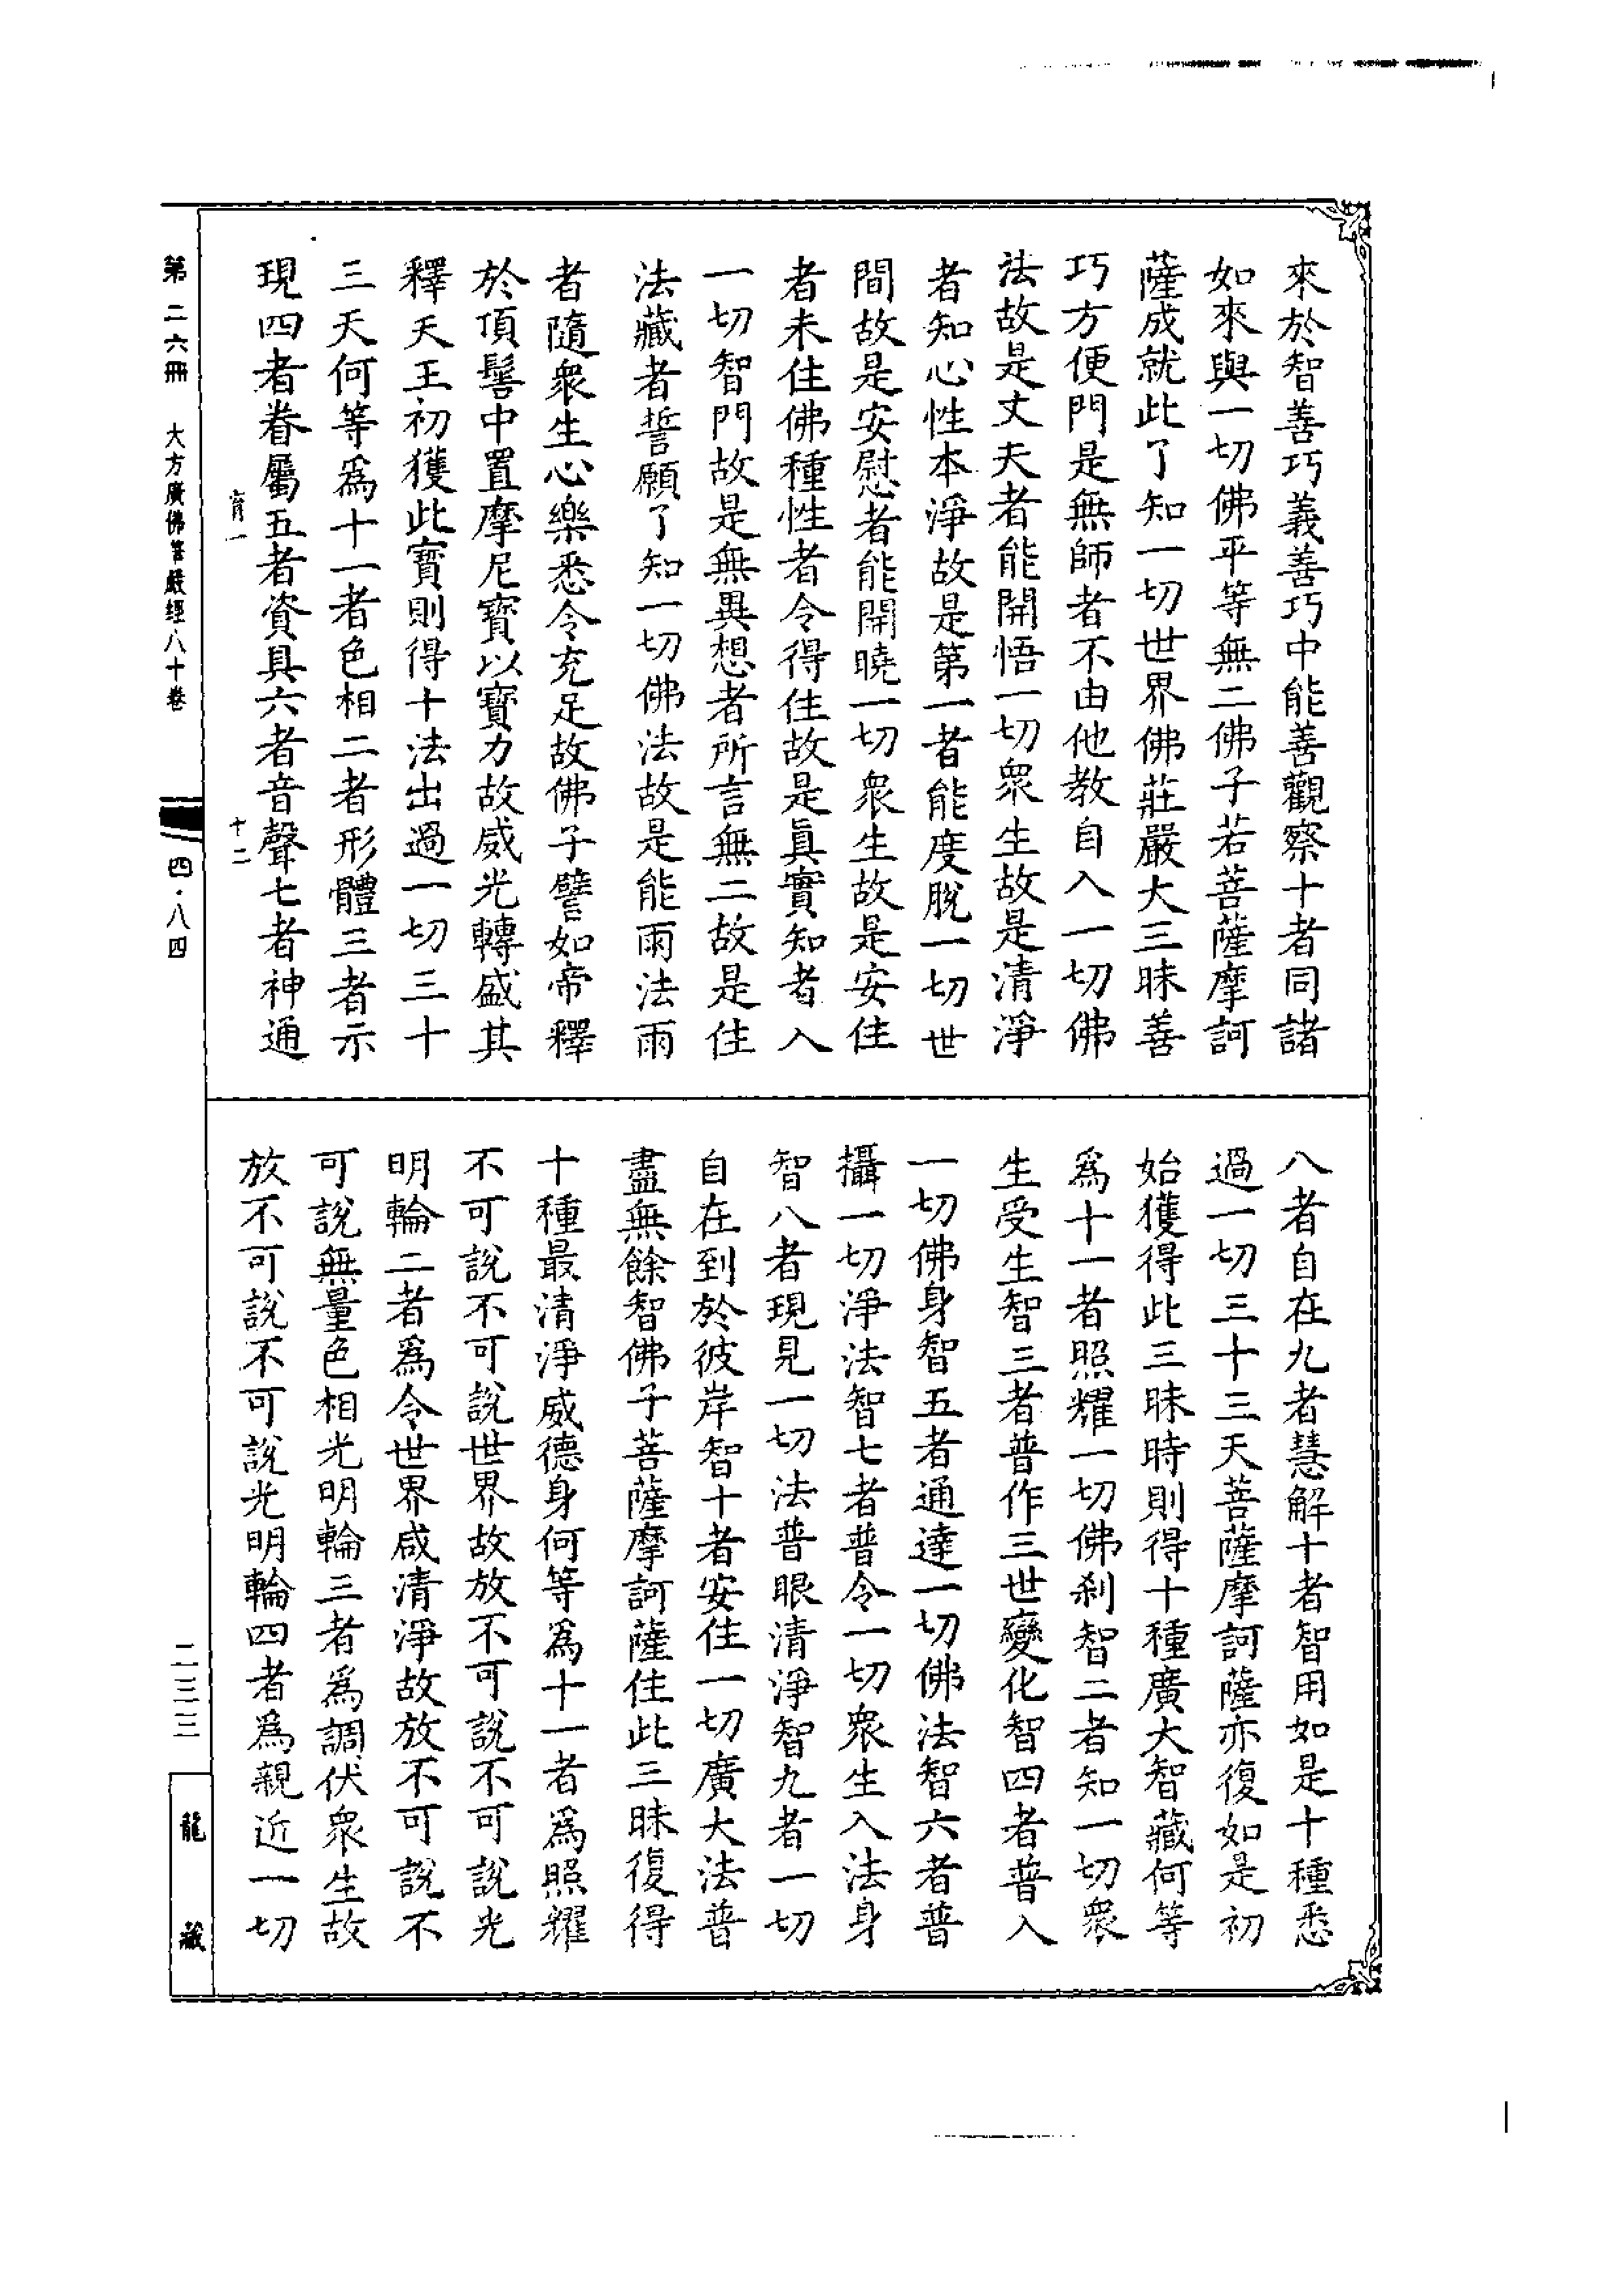 來於智善巧義善巧中能善觀察十者同諸
如來與一切佛平等無二佛子若菩薩摩訶
薩成就此了知一切世界佛莊嚴大三昧善
巧方便門是無師者不由他教自入一切佛
法故是丈夫者能開悟一切衆生故是清淨
者知心性本淨故是第一者能度脫一切世
間故是安慰者能開曉一切衆生故是安住
者未住佛種性者令得住故是眞實知者入
一切智門故是無異想者所言無二故是住
法藏者誓願了知一切佛法故是能雨法雨
者隨衆生心樂悉令充足故佛子譬如帝釋
於頂髻中置摩尼寶以寶力故威光轉盛其
釋天王初獲此寶則得十法出過一切三十
三天何等爲十一者色相二者形體三者示
現四者眷屬五者資具六者音聲七者神通
八者自在九者慧解十者智用如是十種悉
過一切三十三天菩薩摩訶薩亦復如是初
始獲得此三昧時則得十種廣大智藏何等
爲十一者照耀一切佛刹智二者知一切衆
生受生智三者普作三世變化智四者普入
一切佛身智五者通達一切佛法智六者普
攝一切淨法智七者普令一切衆生入法身
智八者現見一切法普眼清淨智九者一切
自在到於彼岸智十者安住一切廣大法普
盡無餘智佛子菩薩摩訶薩住此三昧復得
十種最清淨威德身何等爲十一者爲照耀
不可說不可說世界故放不可說不可說光
明輪二者爲令世界咸清淨故放不可說不
可說無量色相光明輪三者爲調伏衆生故
放不可說不可說光明輪四者爲親近一切
育一
十二
第二六冊 大方廣佛華嚴經八十卷
四·八四
二三三
龍藏